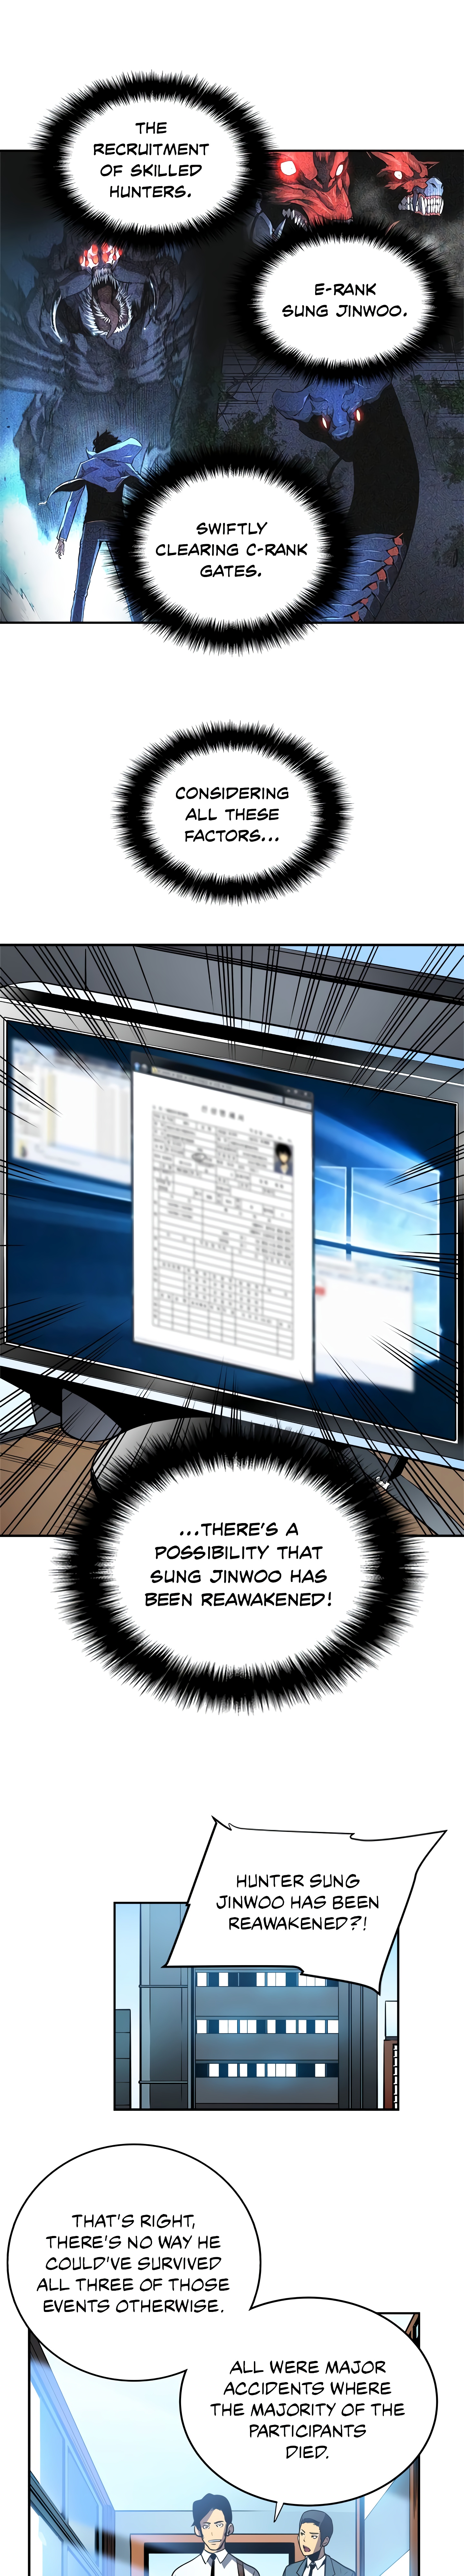 THE
RECRUITMENT
OF SKILLED
HUNTERS.
E-RANK
SUNG JINWOO.
SWIFTLY
CLEARING C-RANK
GATES.
CONSIDERING
ALL THESE
FACTORS...
...THERE'S A
POSSIBILITY THAT
SUNG JINWOO HAS
BEEN REAWAKENED!
HUNTER SUNG
JINWOO HAS BEEN
REAWAKENED?!
THAT'S RIGHT,
THERE'S NO WAY HE
COULD'VE SURVIVED
ALL THREE OF THOSE
EVENTS OTHERWISE.
ALL WERE MAJOR
ACCIDENTS WHERE
THE MAJORITY OF THE
PARTICIPANTS
DIED.